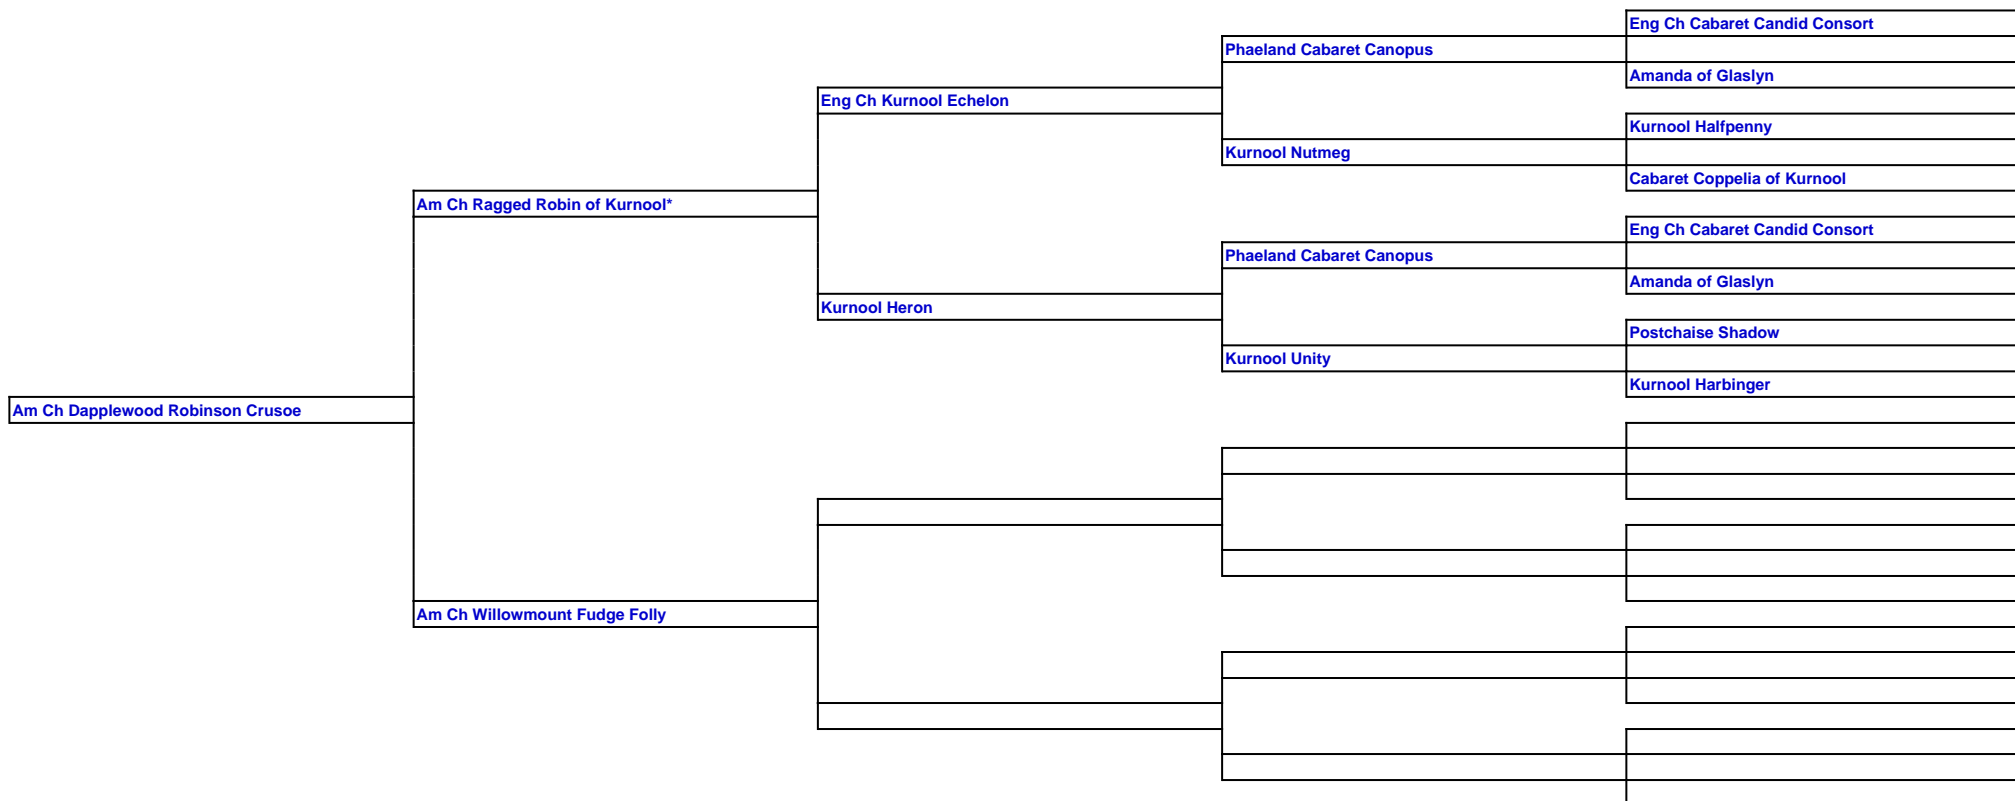 Eng Ch Cabaret Candid Consort
Phaeland Cabaret Canopus
Amanda of Glaslyn
Eng Ch Kurnool Echelon
Kurnool Halfpenny
Kurnool Nutmeg
Cabaret Coppelia of Kurnool
Am Ch Ragged Robin of Kurnool*
Eng Ch Cabaret Candid Consort
Phaeland Cabaret Canopus
Amanda of Glaslyn
Kurnool Heron
Postchaise Shadow
Kurnool Unity
Kurnool Harbinger
Am Ch Dapplewood Robinson Crusoe
Am Ch Willowmount Fudge Folly